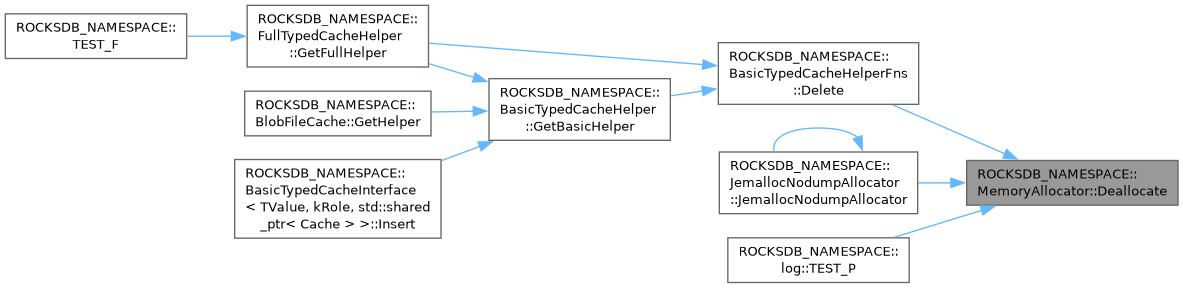 ROCKSDB_NAMESPACE::
TEST_F
ROCKSDB_NAMESPACE::
FullTypedCacheHelper
::GetFullHelper
ROCKSDB_NAMESPACE::
BlobFileCache::GetHelper
ROCKSDB_NAMESPACE::
BasicTypedCacheInterface
< TValue, kRole, std::shared
_ptr< Cache > >::Insert
ROCKSDB_NAMESPACE::
BasicTypedCacheHelper
::GetBasicHelper
ROCKSDB_NAMESPACE::
BasicTypedCacheHelperFns
::Delete
ROCKSDB_NAMESPACE::
JemallocNodumpAllocator
::JemallocNodumpAllocator
ROCKSDB_NAMESPACE::
log::TEST_P
ROCKSDB_NAMESPACE::
MemoryAllocator::Deallocate